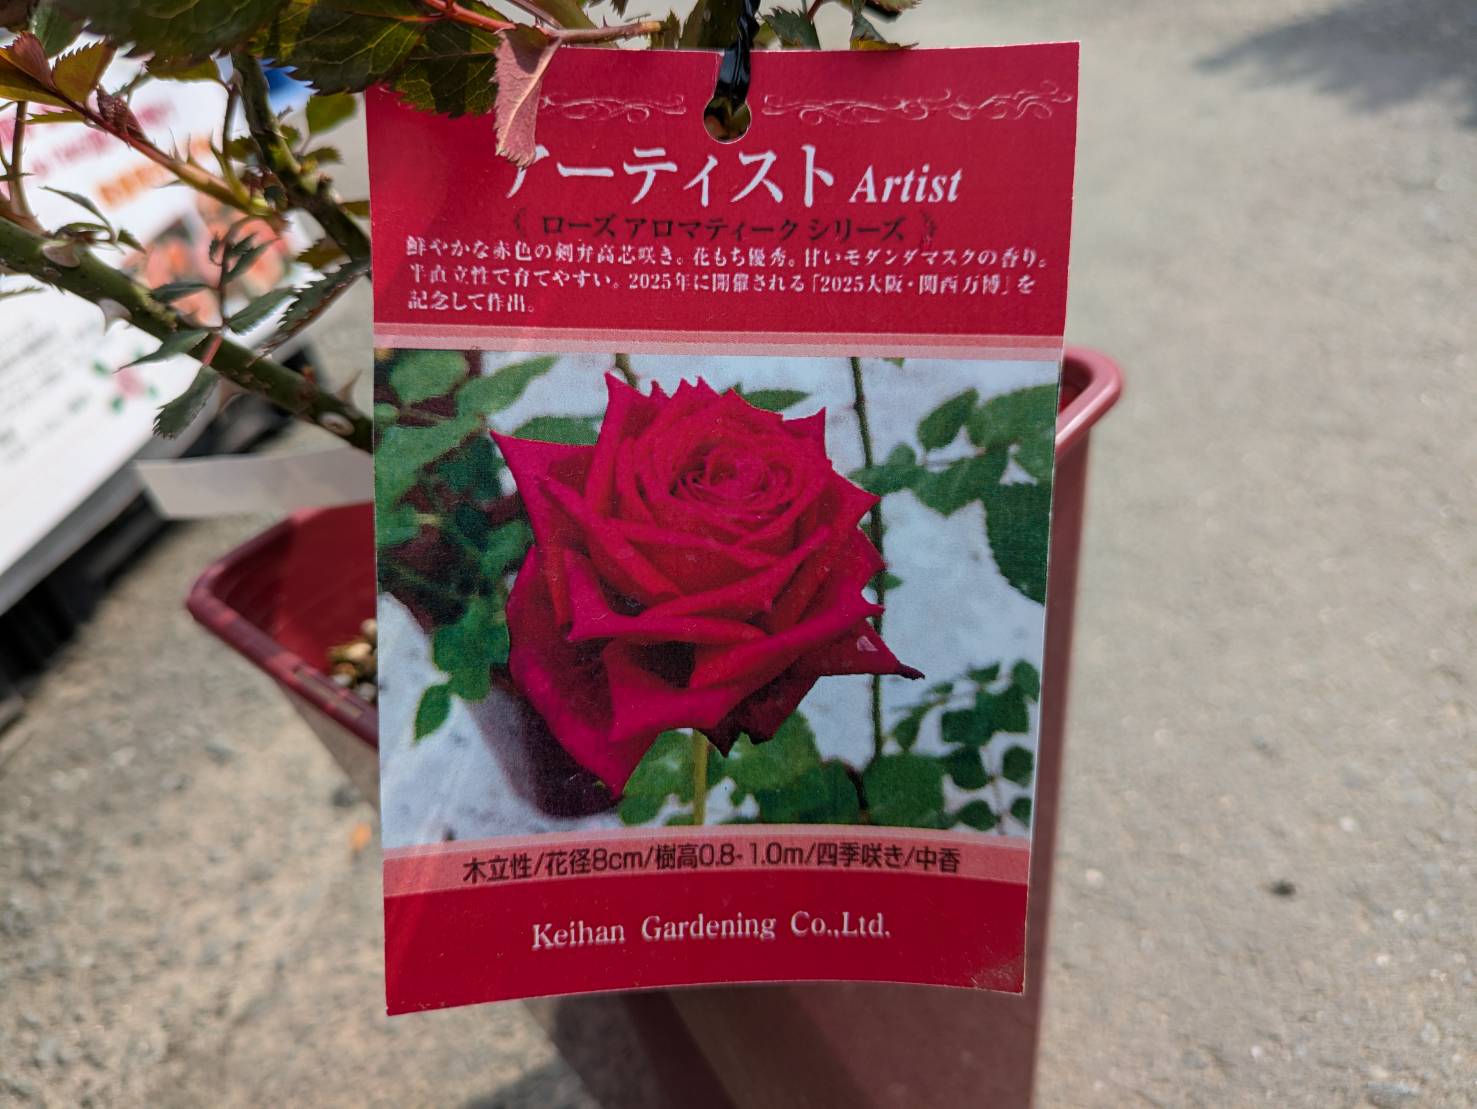 アーティスト Artist
《 ローズ アロマティーク シリーズ 》
鮮やかな赤色の剣弁高芯咲き。花もち優秀。甘いモダンダマスクの香り。
半直立性で育てやすい。2025年に開催される「2025大阪・関西万博」を
記念して作出。
木立性/花径8cm/樹高0.8-1.0m/四季咲き/中香
Keihan Gardening Co.,Ltd.